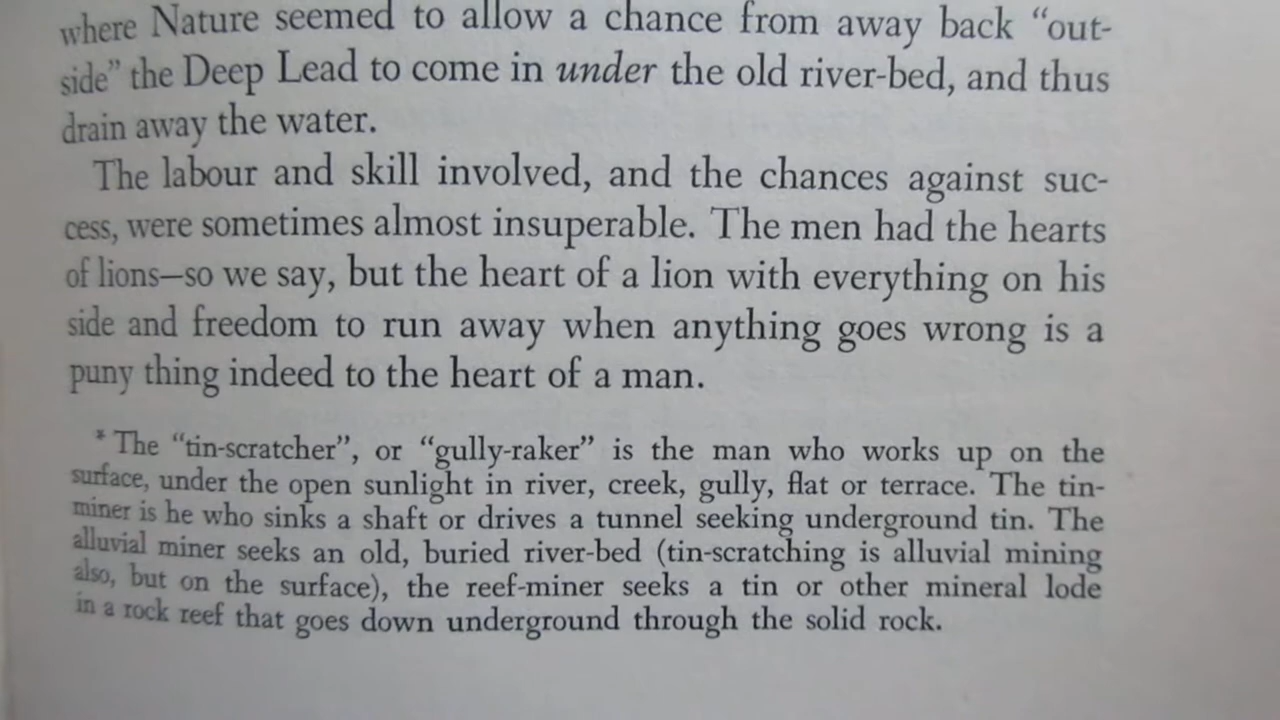 where Nature seemed to allow a chance from away back “out-
side” the Deep Lead to come in under the old river-bed, and thus
drain away the water.
The labour and skill involved, and the chances against suc-
cess, were sometimes almost insuperable. The men had the hearts
of lions—so we say, but the heart of a lion with everything on his
side and freedom to run away when anything goes wrong is a
puny thing indeed to the heart of a man.
* The “tin-scratcher”, or “gully-raker” is the man who works up on the
surface, under the open sunlight in river, creek, gully, flat or terrace. The tin-
miner is he who sinks a shaft or drives a tunnel seeking underground tin. The
alluvial miner seeks an old, buried river-bed (tin-scratching is alluvial mining
also, but on the surface), the reef-miner seeks a tin or other mineral lode
in a rock reef that goes down underground through the solid rock.